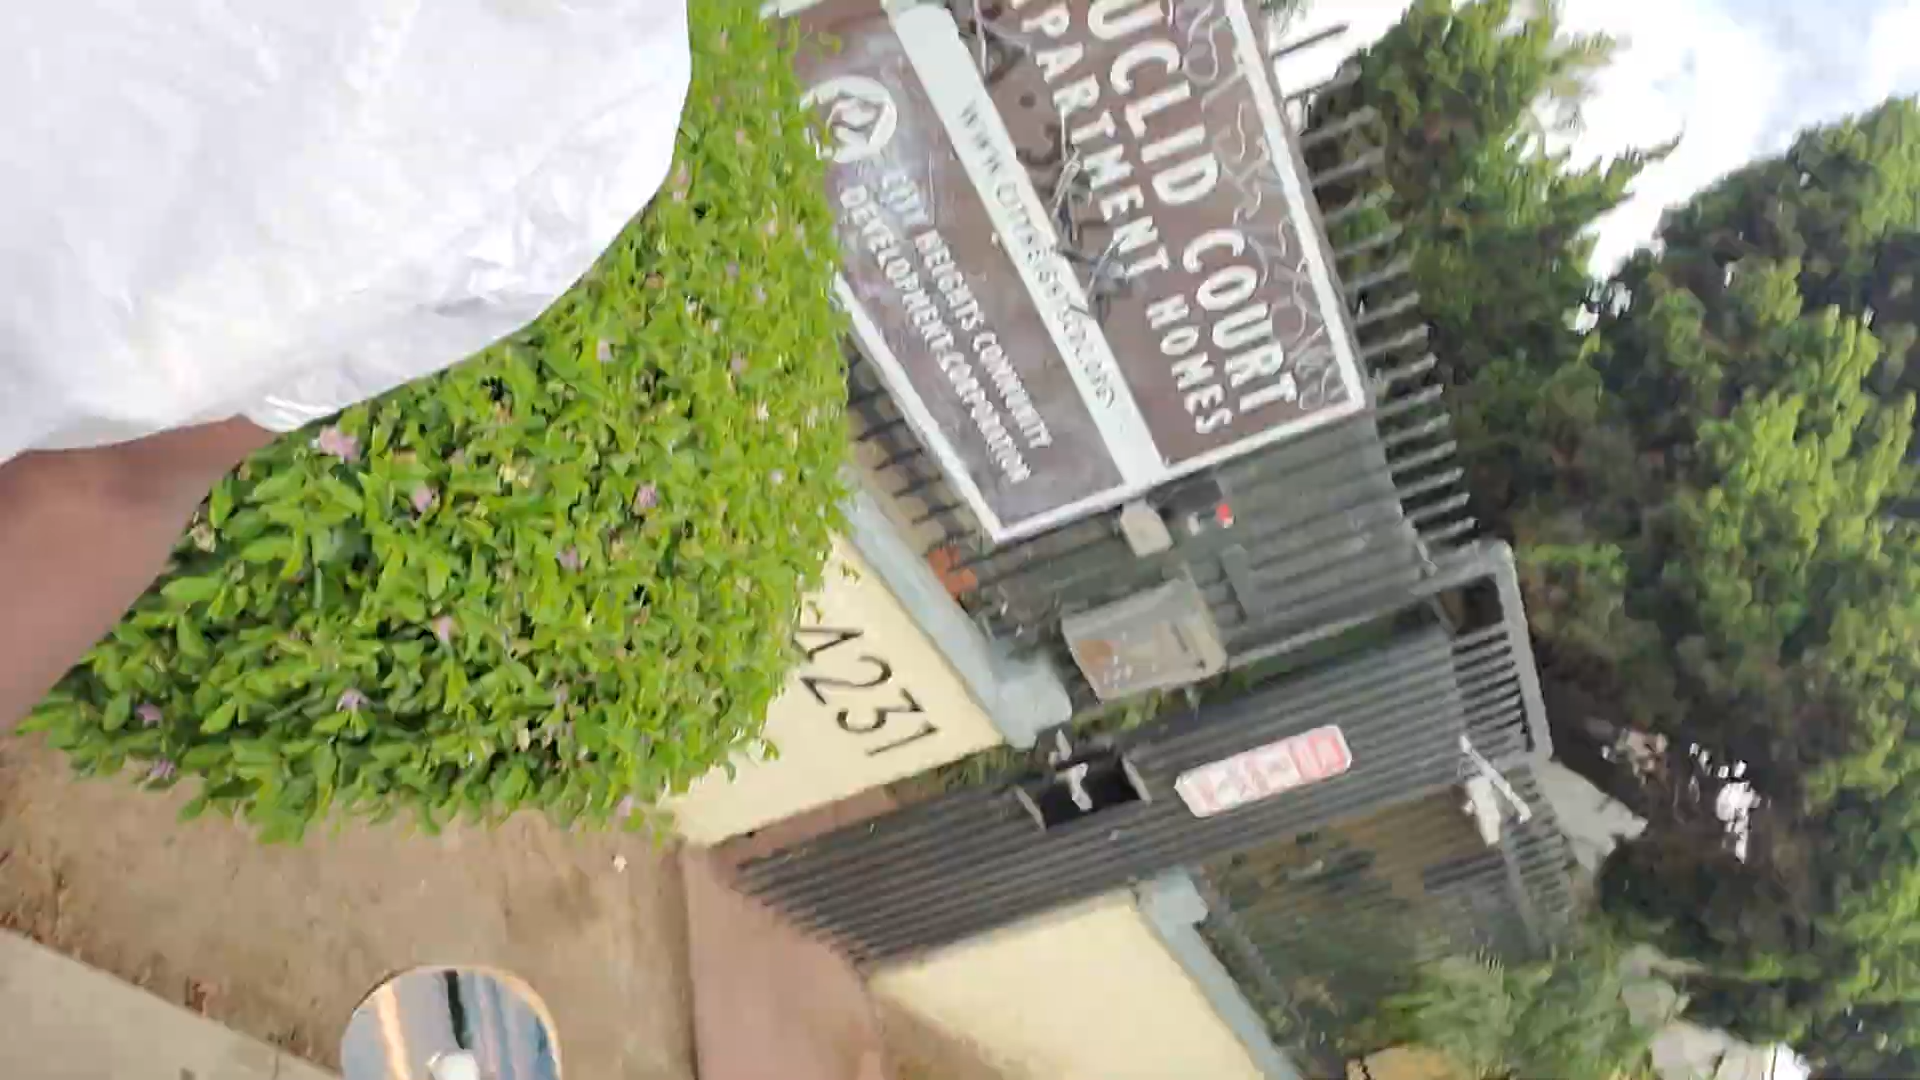 UCLID COURT
APARTMENT HOMES
CITY HEIGHTS COMMUNITY
DEVELOPMENT CORPORATION
4231